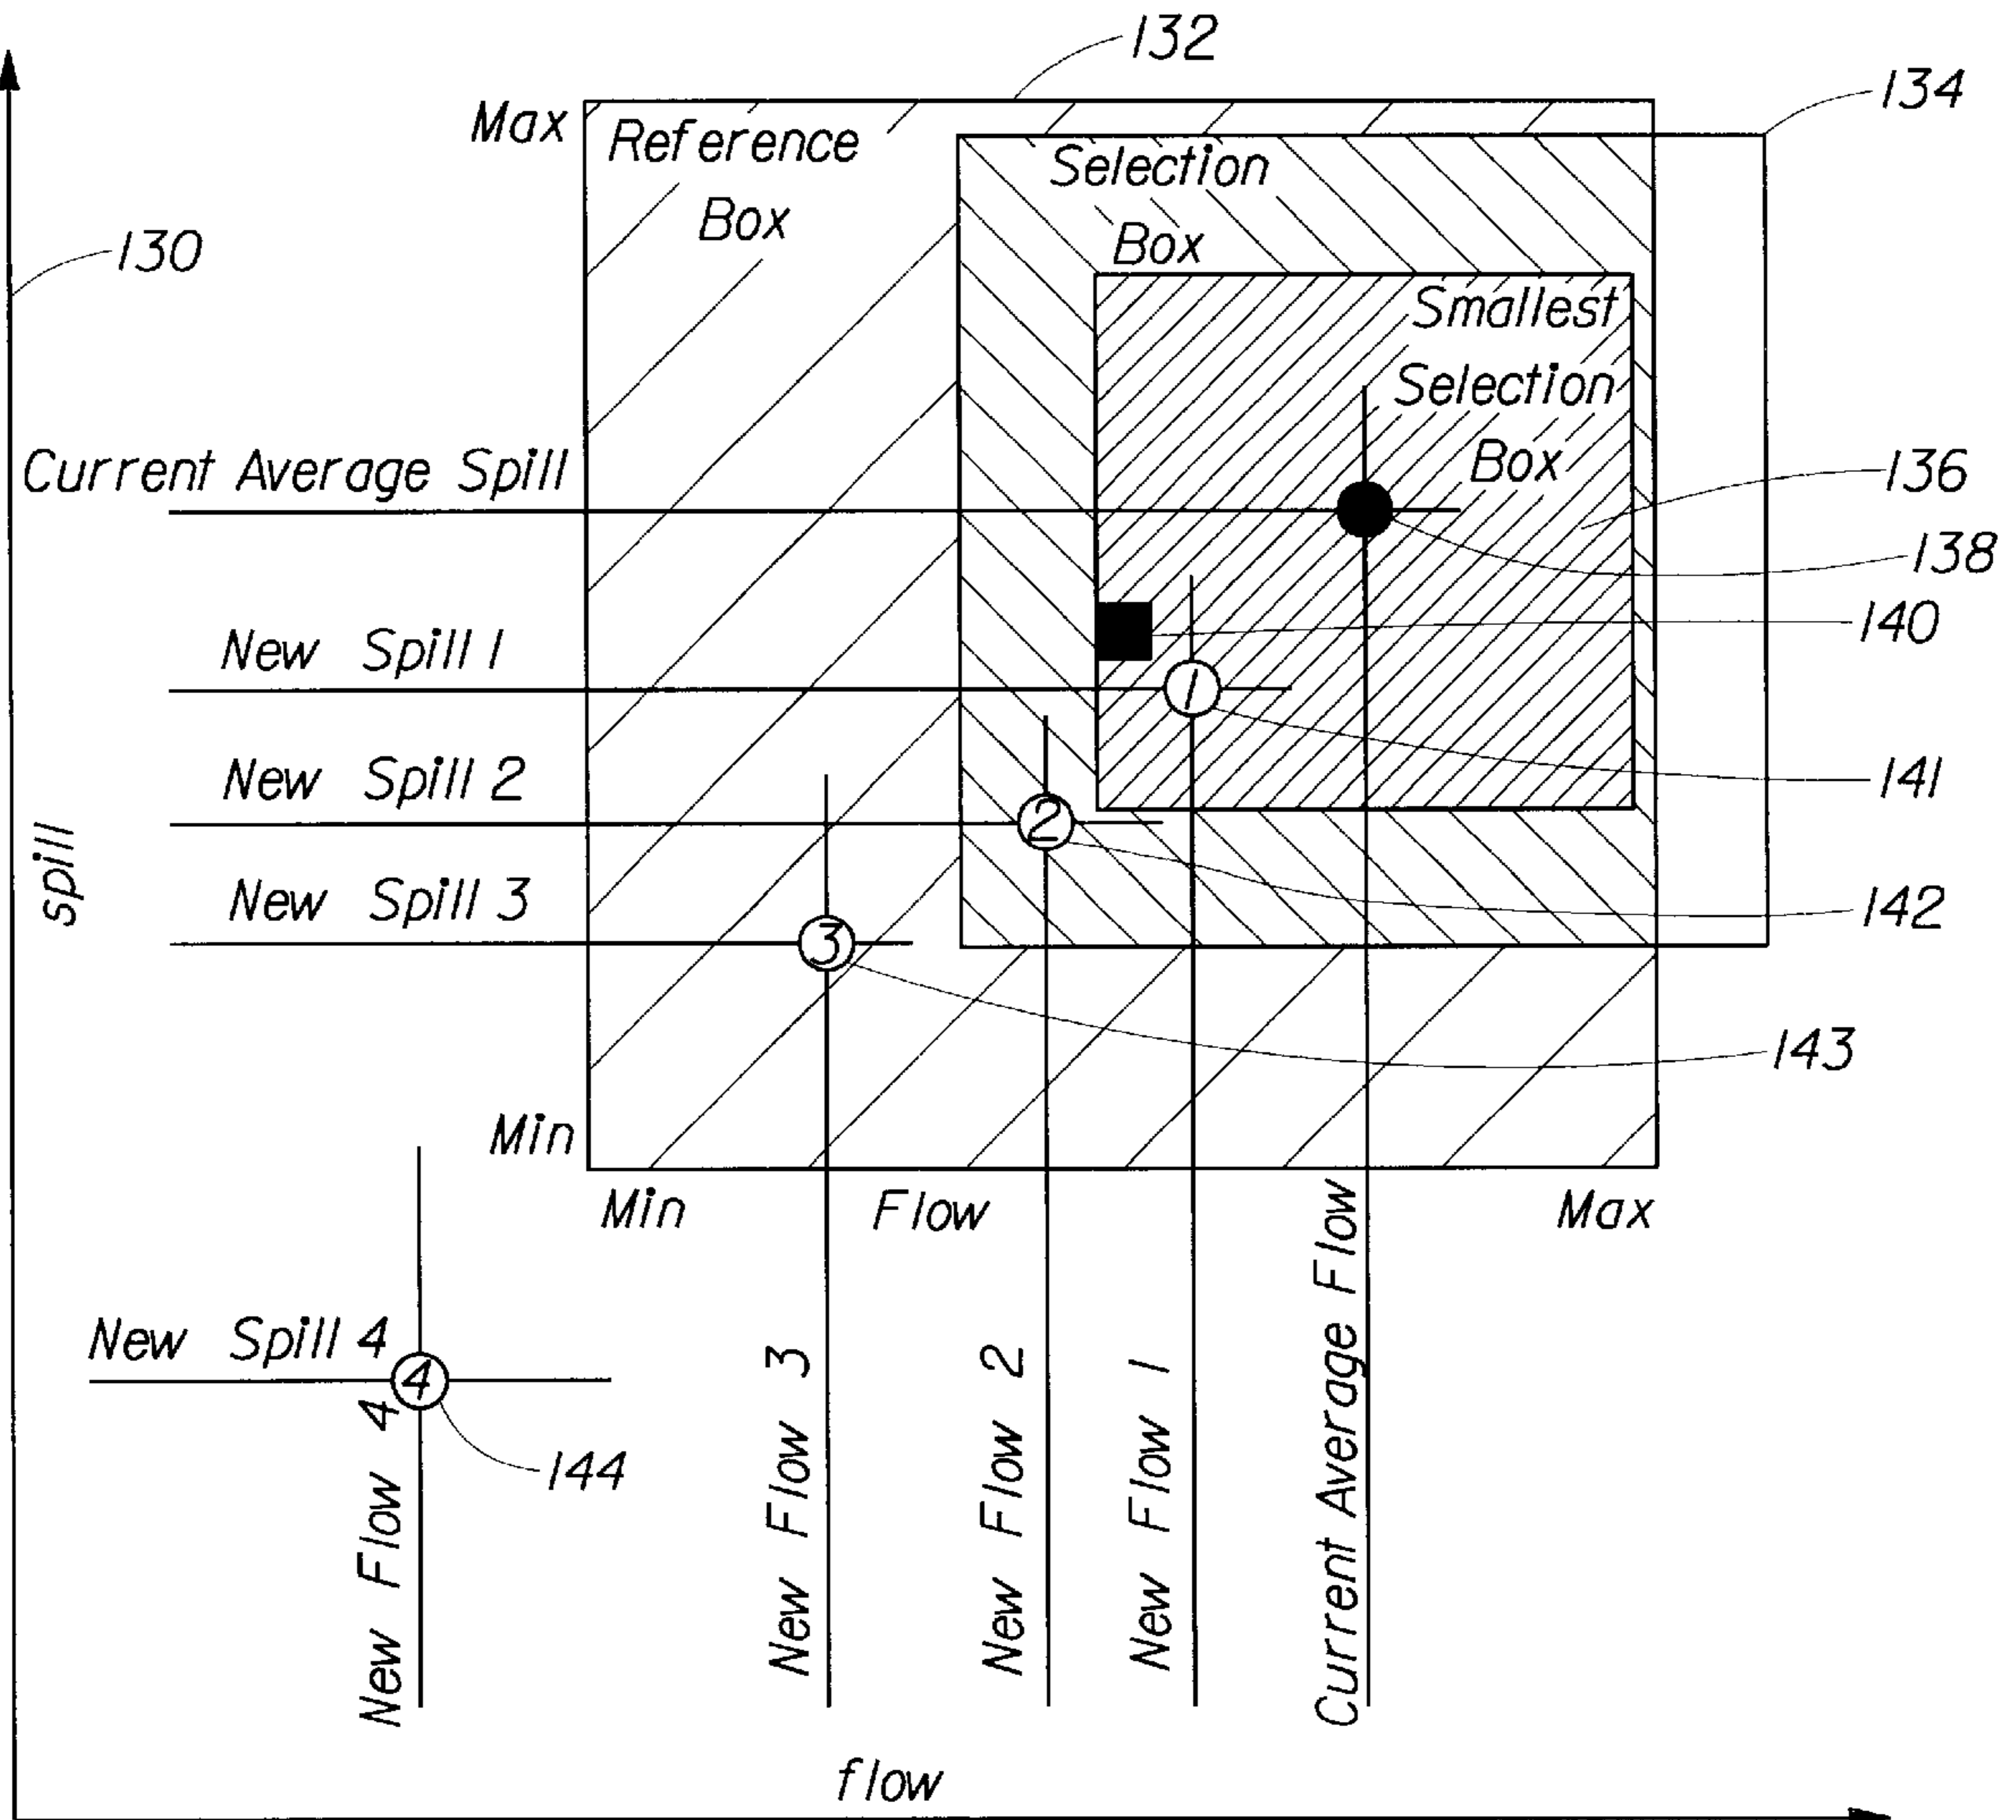 132
134
Max
Reference
Box
Selection
Box
130
Smallest
Selection
Box
Current Average Spill
136
138
140
New Spill 1
1
141
New Spill 2
2
142
spill
New Spill 3
3
143
Min
Min
Flow
Max
New Spill 4
4
144
New Flow 4
New Flow 3
New Flow 2
New Flow 1
Current Average Flow
flow